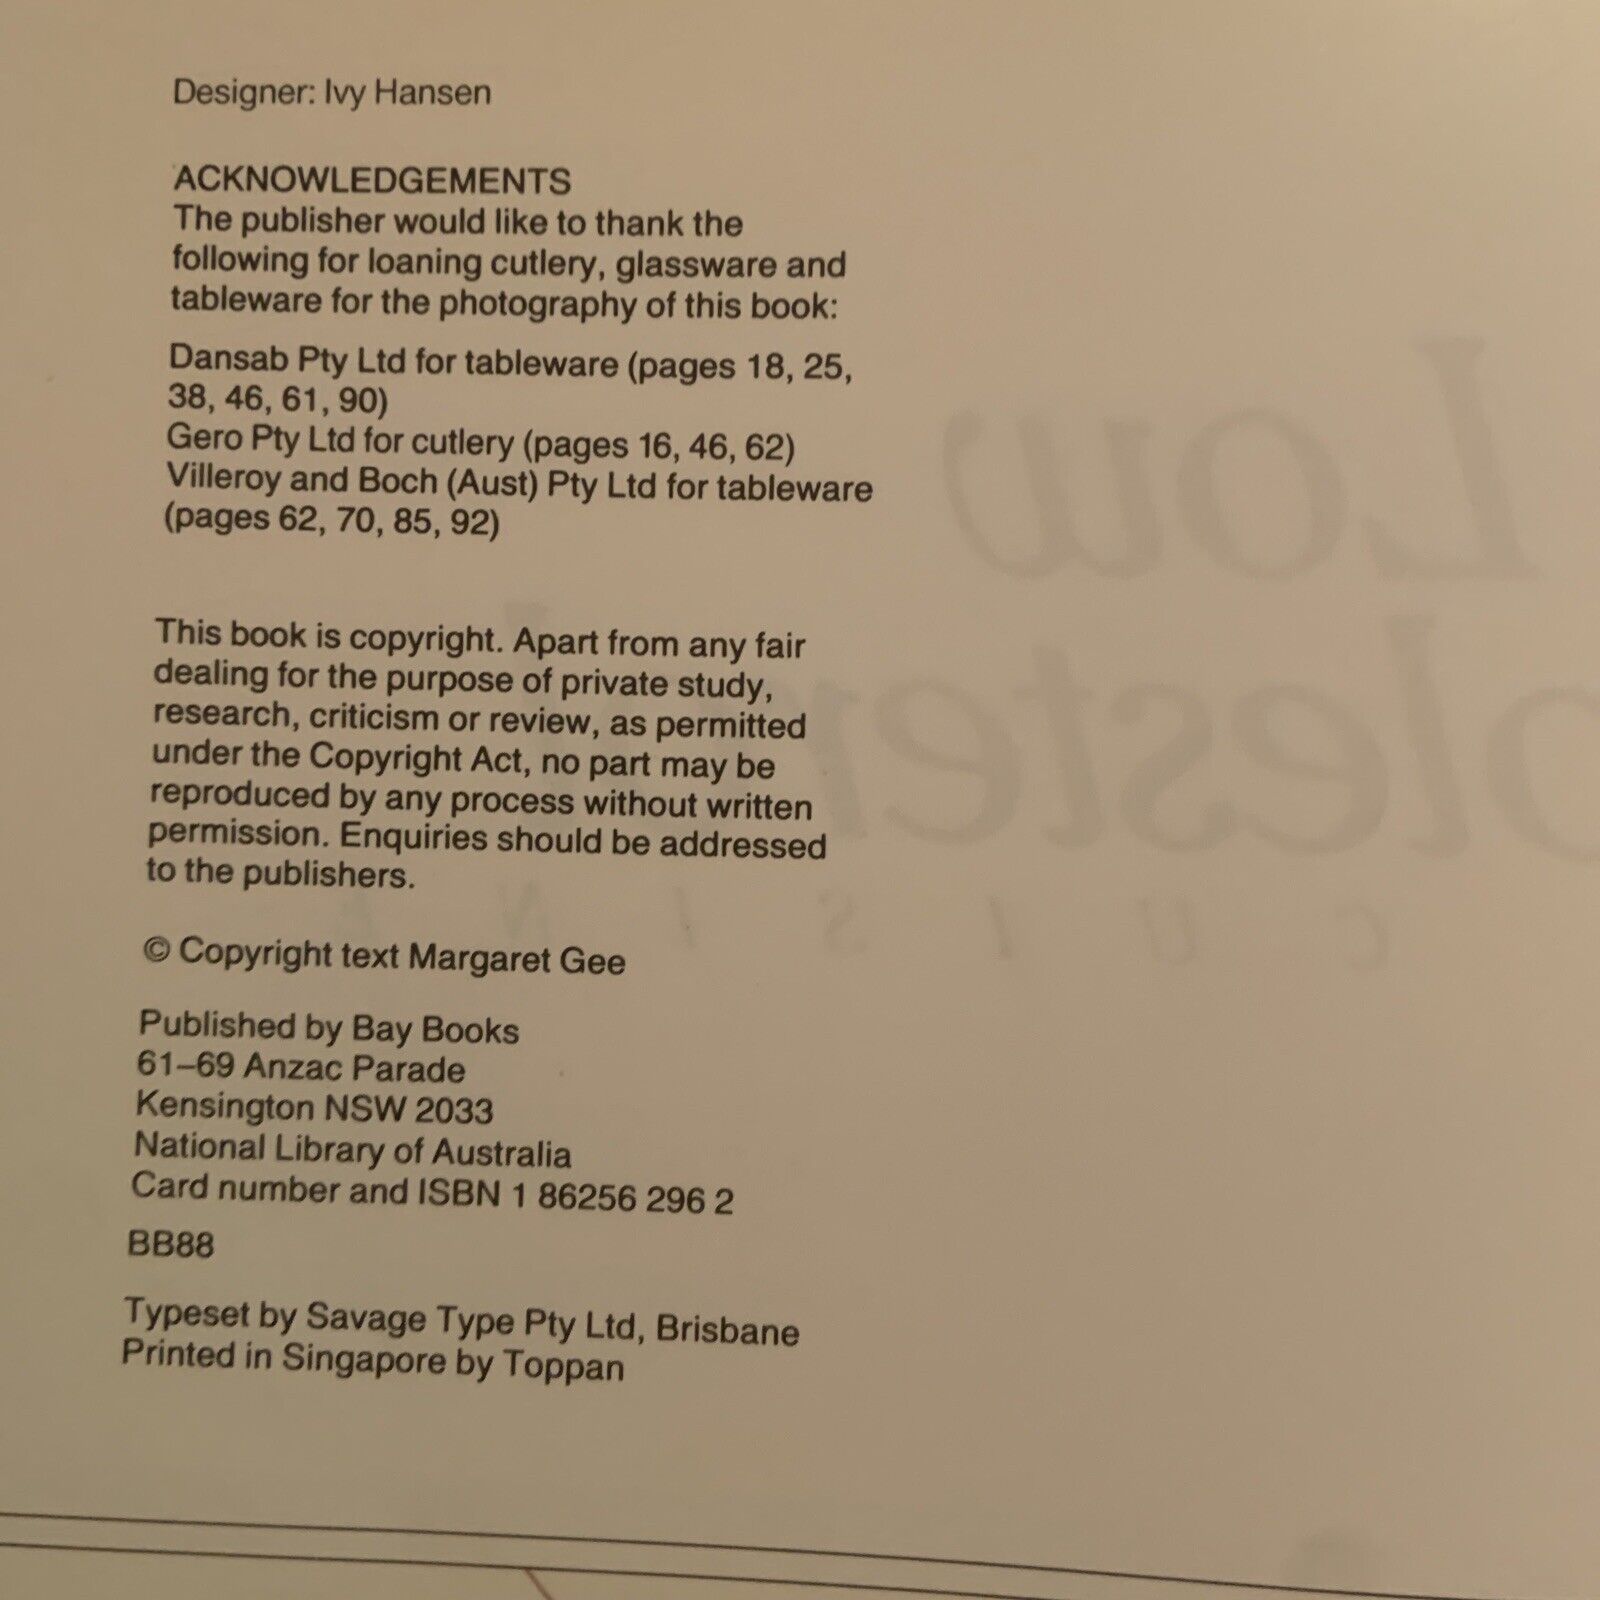 Designer: Ivy Hansen
ACKNOWLEDGEMENTS
The publisher would like to thank the
following for loaning cutlery, glassware and
tableware for the photography of this book:
Dansab Pty Ltd for tableware (pages 18, 25,
38, 46, 61, 90)
Gero Pty Ltd for cutlery (pages 16, 46, 62)
Villeroy and Boch (Aust) Pty Ltd for tableware
(pages 62, 70, 85, 92)
This book is copyright. Apart from any fair
dealing for the purpose of private study,
research, criticism or review, as permitted
under the Copyright Act, no part may be
reproduced by any process without written
permission. Enquiries should be addressed
to the publishers.
© Copyright text Margaret Gee
Published by Bay Books
61–69 Anzac Parade
Kensington NSW 2033
National Library of Australia
Card number and ISBN 1 86256 296 2
BB88
Typeset by Savage Type Pty Ltd, Brisbane
Printed in Singapore by Toppan
Low
CUISINE